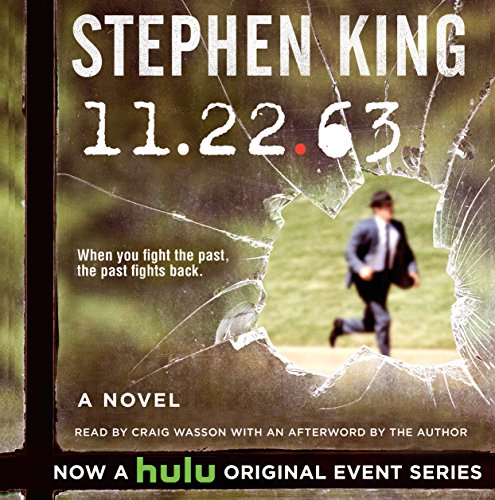 STEPHEN KING
11.22.63
When you fight the past,
the past fights back.
A NOVEL
READ BY CRAIG WASSON WITH AN AFTERWORD BY THE AUTHOR
NOW A hulu ORIGINAL EVENT SERIES